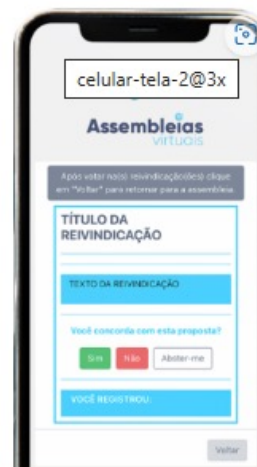 celular-tela-2@3x
Assembleias
virtuais
Após votar na(s) reivindicação(ões) clique
em "Voltar" para retornar para a assembleia.
TÍTULO DA
REIVINDICAÇÃO
TEXTO DA REIVINDICAÇÃO
Você concorda com esta proposta?
Sim Não Abster-me
VOCÊ REGISTROU:
Voltar